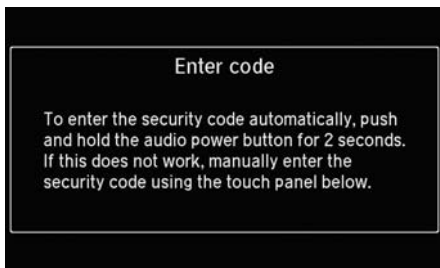 Enter code
To enter the security code automatically, push
and hold the audio power button for 2 seconds.
If this does not work, manually enter the
security code using the touch panel below.